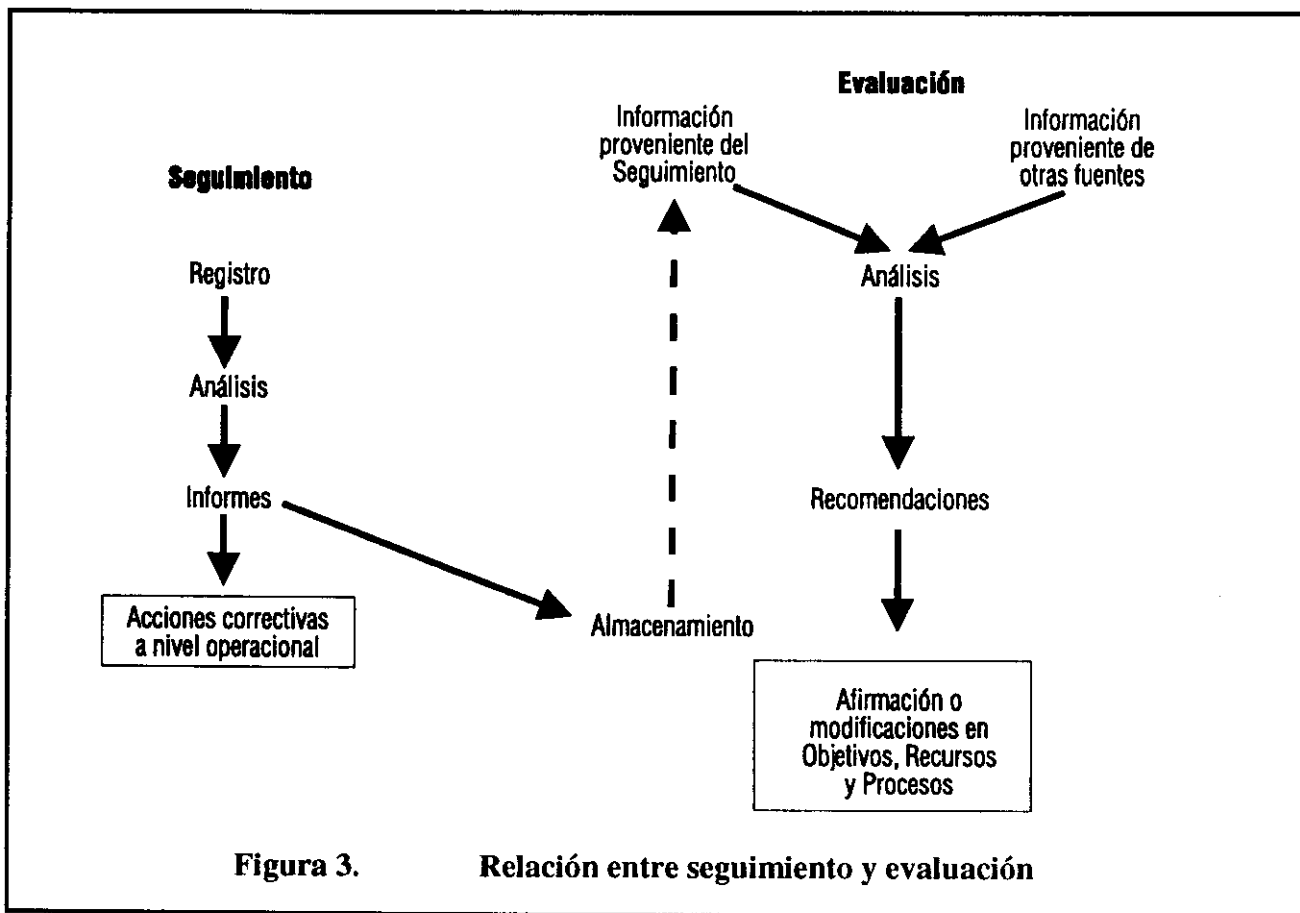 Seguimiento
Registro
Análisis
Informes
Acciones correctivas
a nivel operacional
Almacenamiento
Evaluación
Información
proveniente del
Seguimiento
Información
proveniente de
otras fuentes
Análisis
Recomendaciones
Afirmación o
modificaciones en
Objetivos, Recursos
y Procesos
Figura 3. Relación entre seguimiento y evaluación